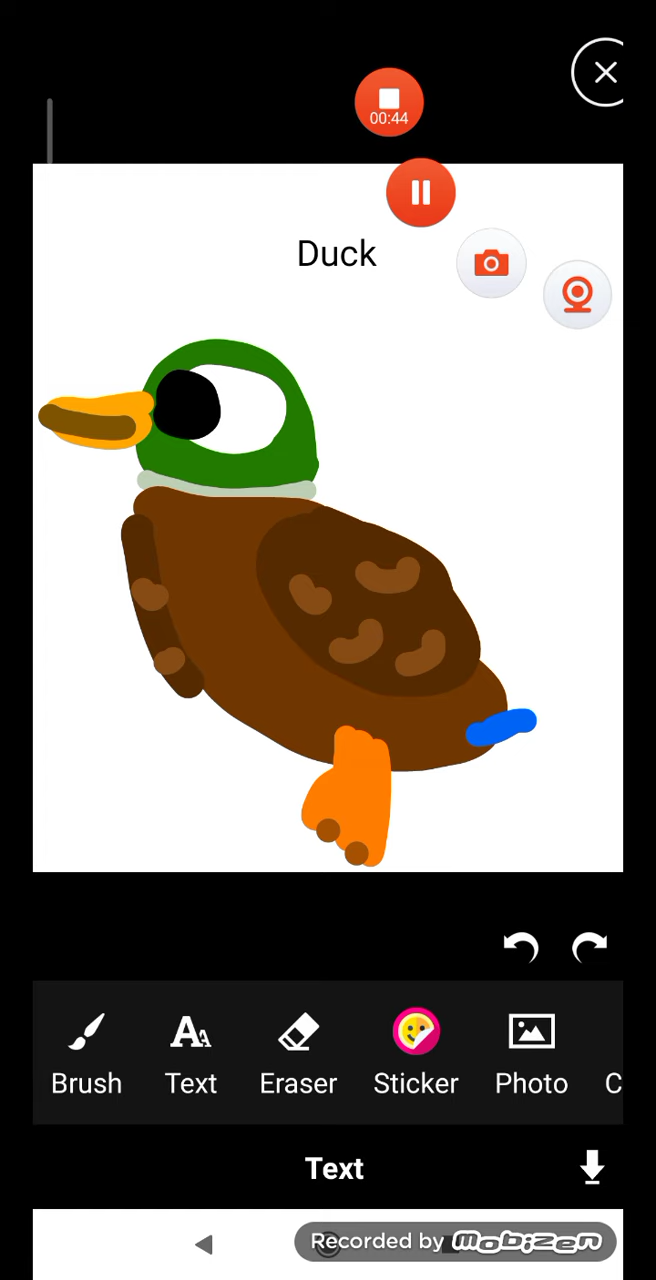 00:44
Duck
Brush
Text
Eraser
Sticker
Photo
C
Text
Recorded by mobizen